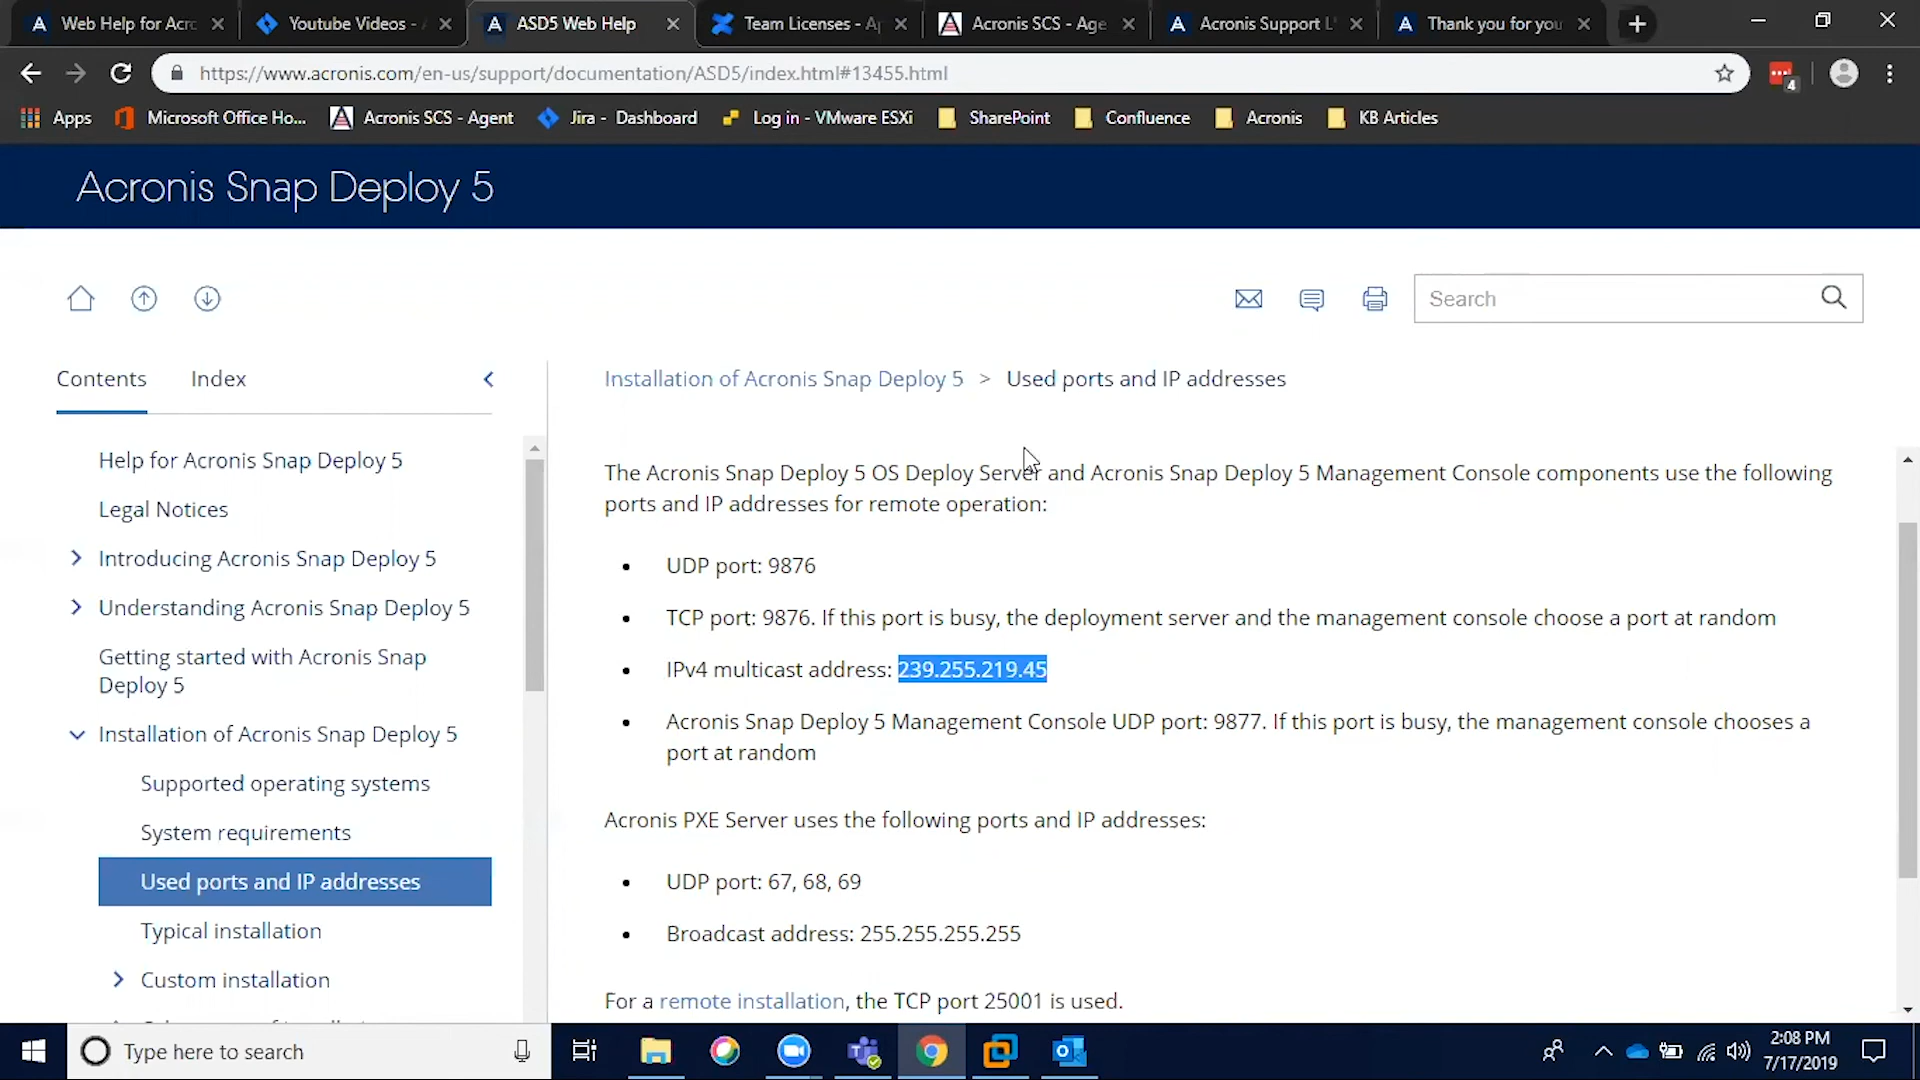 Web Help for Acro
Youtube Videos - A
ASD5 Web Help
Team Licenses - Ap
Acronis SCS - Age
Acronis Support L
Thank you for you
https://www.acronis.com/en-us/support/documentation/ASD5/index.html#13455.html
4
Apps
Microsoft Office Ho...
Acronis SCS - Agent
Jira - Dashboard
Log in - VMware ESXi
SharePoint
Confluence
Acronis
KB Articles
Acronis Snap Deploy 5
Search
Contents
Index
Installation of Acronis Snap Deploy 5 > Used ports and IP addresses
Help for Acronis Snap Deploy 5
Legal Notices
Introducing Acronis Snap Deploy 5
Understanding Acronis Snap Deploy 5
Getting started with Acronis Snap
Deploy 5
Installation of Acronis Snap Deploy 5
Supported operating systems
System requirements
Used ports and IP addresses
Typical installation
Custom installation
The Acronis Snap Deploy 5 OS Deploy Server and Acronis Snap Deploy 5 Management Console components use the following
ports and IP addresses for remote operation:
• UDP port: 9876
• TCP port: 9876. If this port is busy, the deployment server and the management console choose a port at random
• IPv4 multicast address: 239.255.219.45
• Acronis Snap Deploy 5 Management Console UDP port: 9877. If this port is busy, the management console chooses a
port at random
Acronis PXE Server uses the following ports and IP addresses:
• UDP port: 67, 68, 69
• Broadcast address: 255.255.255.255
For a remote installation, the TCP port 25001 is used.
Type here to search
2:08 PM
7/17/2019